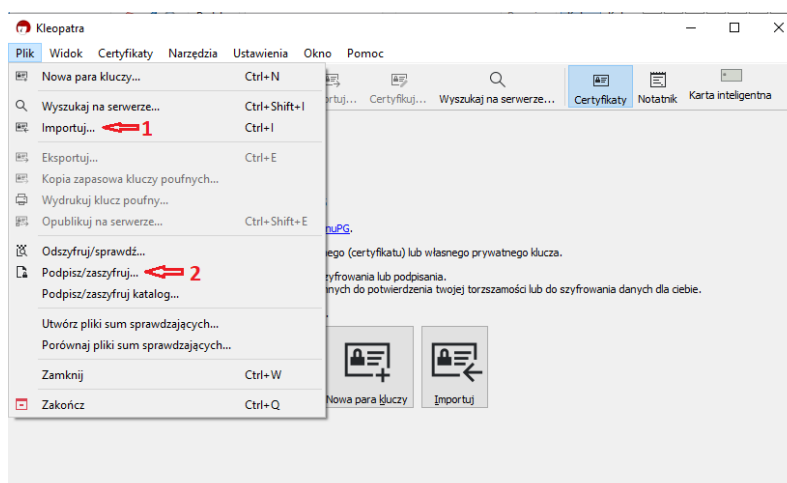 Kleopatra
Plik Widok Certyfikaty Narzędzia Ustawienia Okno Pomoc
Nowa para kluczy... Ctrl+N
Wyszukaj na serwerze... Ctrl+Shift+I
Importuj... 1 Ctrl+I
Eksportuj... Ctrl+E
Kopia zapasowa kluczy poufnych...
Wydrukuj klucz poufny...
Opublikuj na serwerze... Ctrl+Shift+E
Odszyfruj/sprawdź...
Podpisz/zaszyfruj... 2
Podpisz/zaszyfruj katalog...
Utwórz pliki sum sprawdzających...
Porównaj pliki sum sprawdzających...
Zamknij Ctrl+W
Zakończ Ctrl+Q
ortuj... Certyfikuj... Wyszukaj na serwerze... Certyfikaty Notatnik Karta inteligentna
nuPG.
ego (certyfikatu) lub własnego prywatnego klucza.
zyfrowania lub podpisania.
nnych do potwierdzenia twojej torzszamości lub do szyfrowania danych dla ciebie.
Nowa para kluczy Importuj